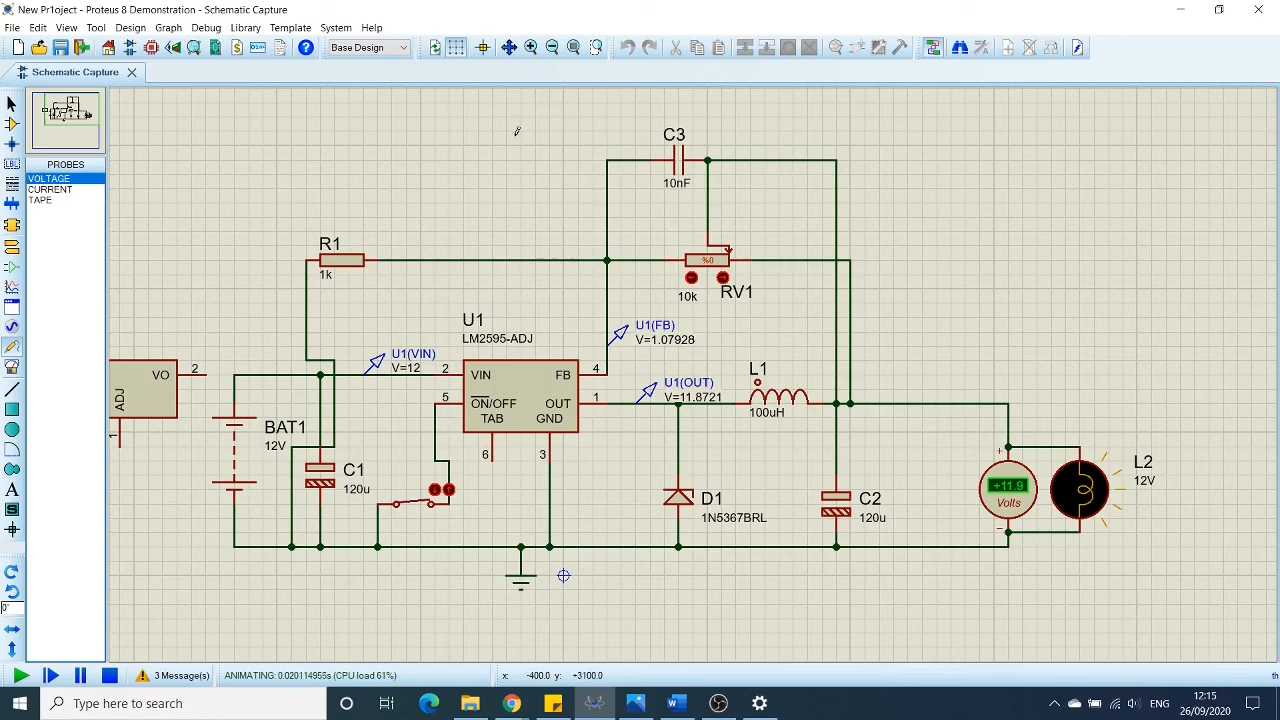 New Pr1oject - Proteus 8 Demonstration - Schematic Capture
File Edit View Tool Design Graph Debug Library Template System Help
Base Design
Schematic Capture
PROBES
VOLTAGE
CURRENT
TAPE
C3
10nF
R1
1k
%0
10k
RV1
U1
LM2595-ADJ
U1(FB)
V=1.07928
U1(VIN)
V=12
2
VIN
FB
4
VO
2
5
ON/OFF
OUT
1
TAB
GND
ADJ
1
6
3
U1(OUT)
V=11.8721
L1
100uH
BAT1
12V
C1
120u
D1
1N5367BRL
C2
120u
+
+11.9
Volts
−
L2
12V
0°
3 Message(s)
ANIMATING: 0.020114955s (CPU load 61%)
x: -400.0 y: +3100.0
th
Type here to search
ENG
12:15
26/09/2020